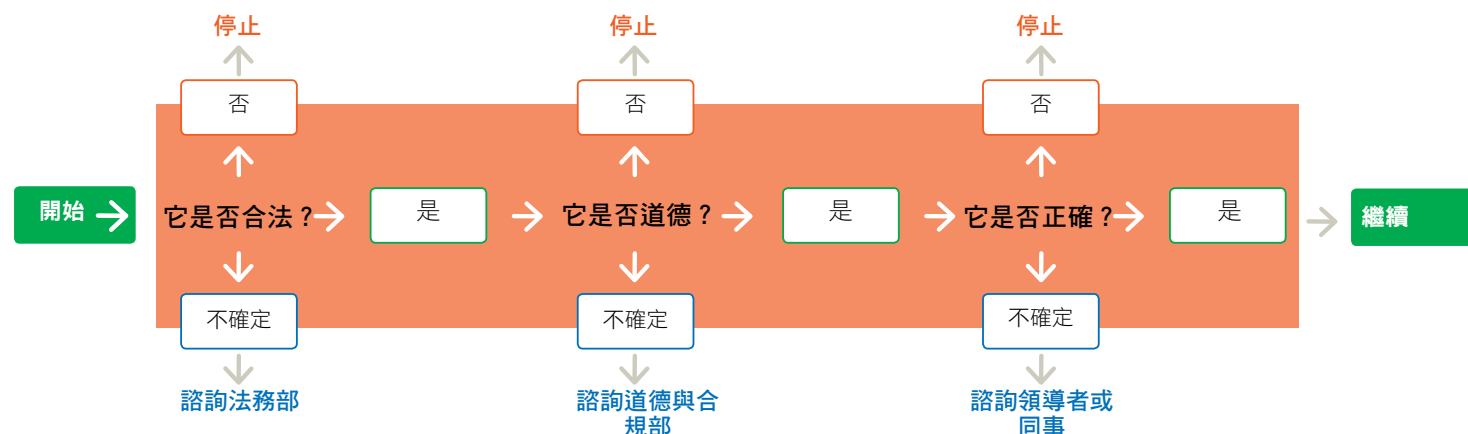 停止
停止
停止
否
否
否
開始
它是否合法？
是
它是否道德？
是
它是否正確？
是
繼續
不確定
不確定
不確定
諮詢法務部
諮詢道德與合
規部
諮詢領導者或
同事